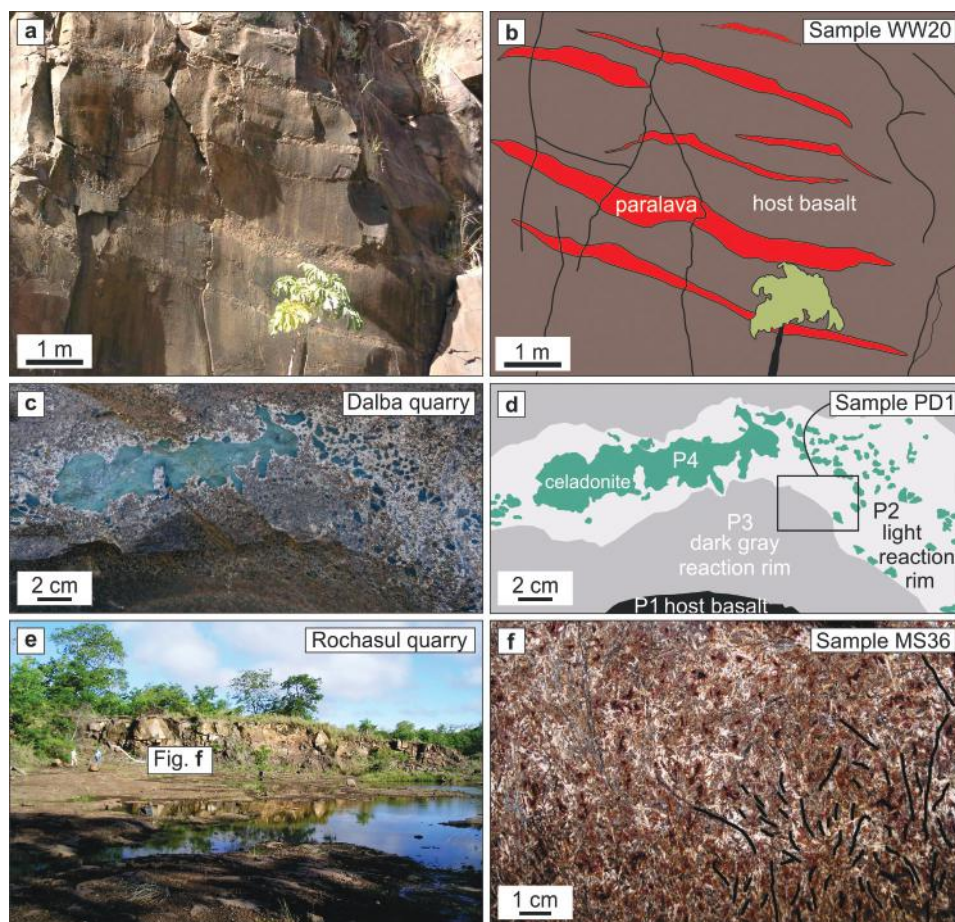 a
b
Sample WW20
paralava
host basalt
1 m
1 m
c
Dalba quarry
d
Sample PD1
P4
celadonite
P2
light
reaction
rim
P3
dark gray
reaction rim
2 cm
2 cm
P1 host basalt
e
Rochasul quarry
f
Sample MS36
Fig. f
1 cm